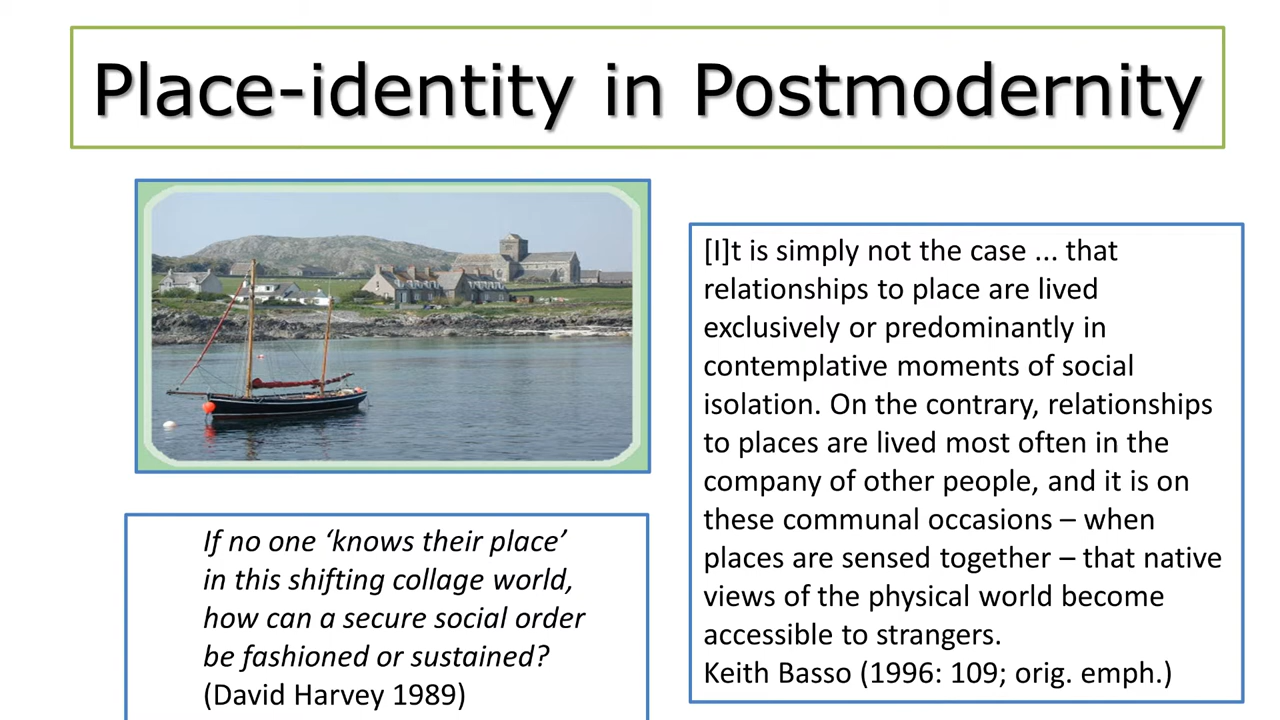 Place-identity in Postmodernity
If no one ‘knows their place’
in this shifting collage world,
how can a secure social order
be fashioned or sustained?
(David Harvey 1989)
[I]t is simply not the case ... that
relationships to place are lived
exclusively or predominantly in
contemplative moments of social
isolation. On the contrary, relationships
to places are lived most often in the
company of other people, and it is on
these communal occasions – when
places are sensed together – that native
views of the physical world become
accessible to strangers.
Keith Basso (1996: 109; orig. emph.)